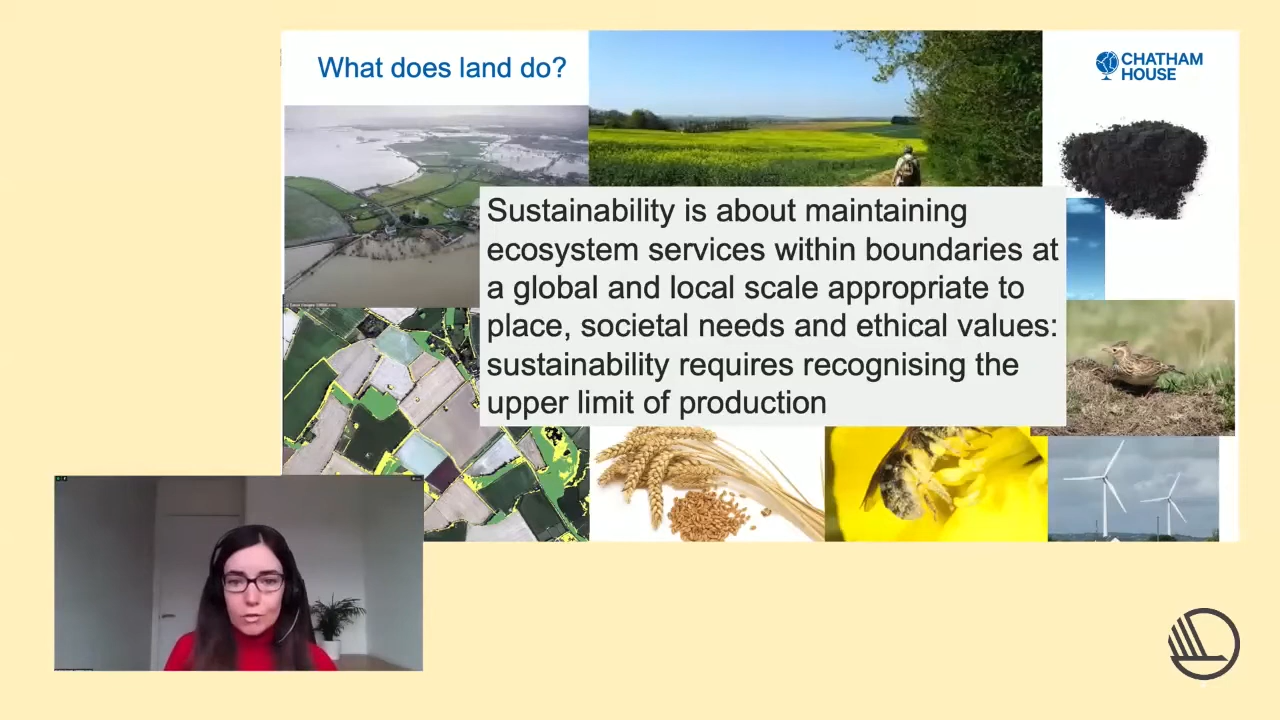 What does land do?
CHATHAM
HOUSE
Sustainability is about maintaining
ecosystem services within boundaries at
a global and local scale appropriate to
place, societal needs and ethical values:
sustainability requires recognising the
upper limit of production